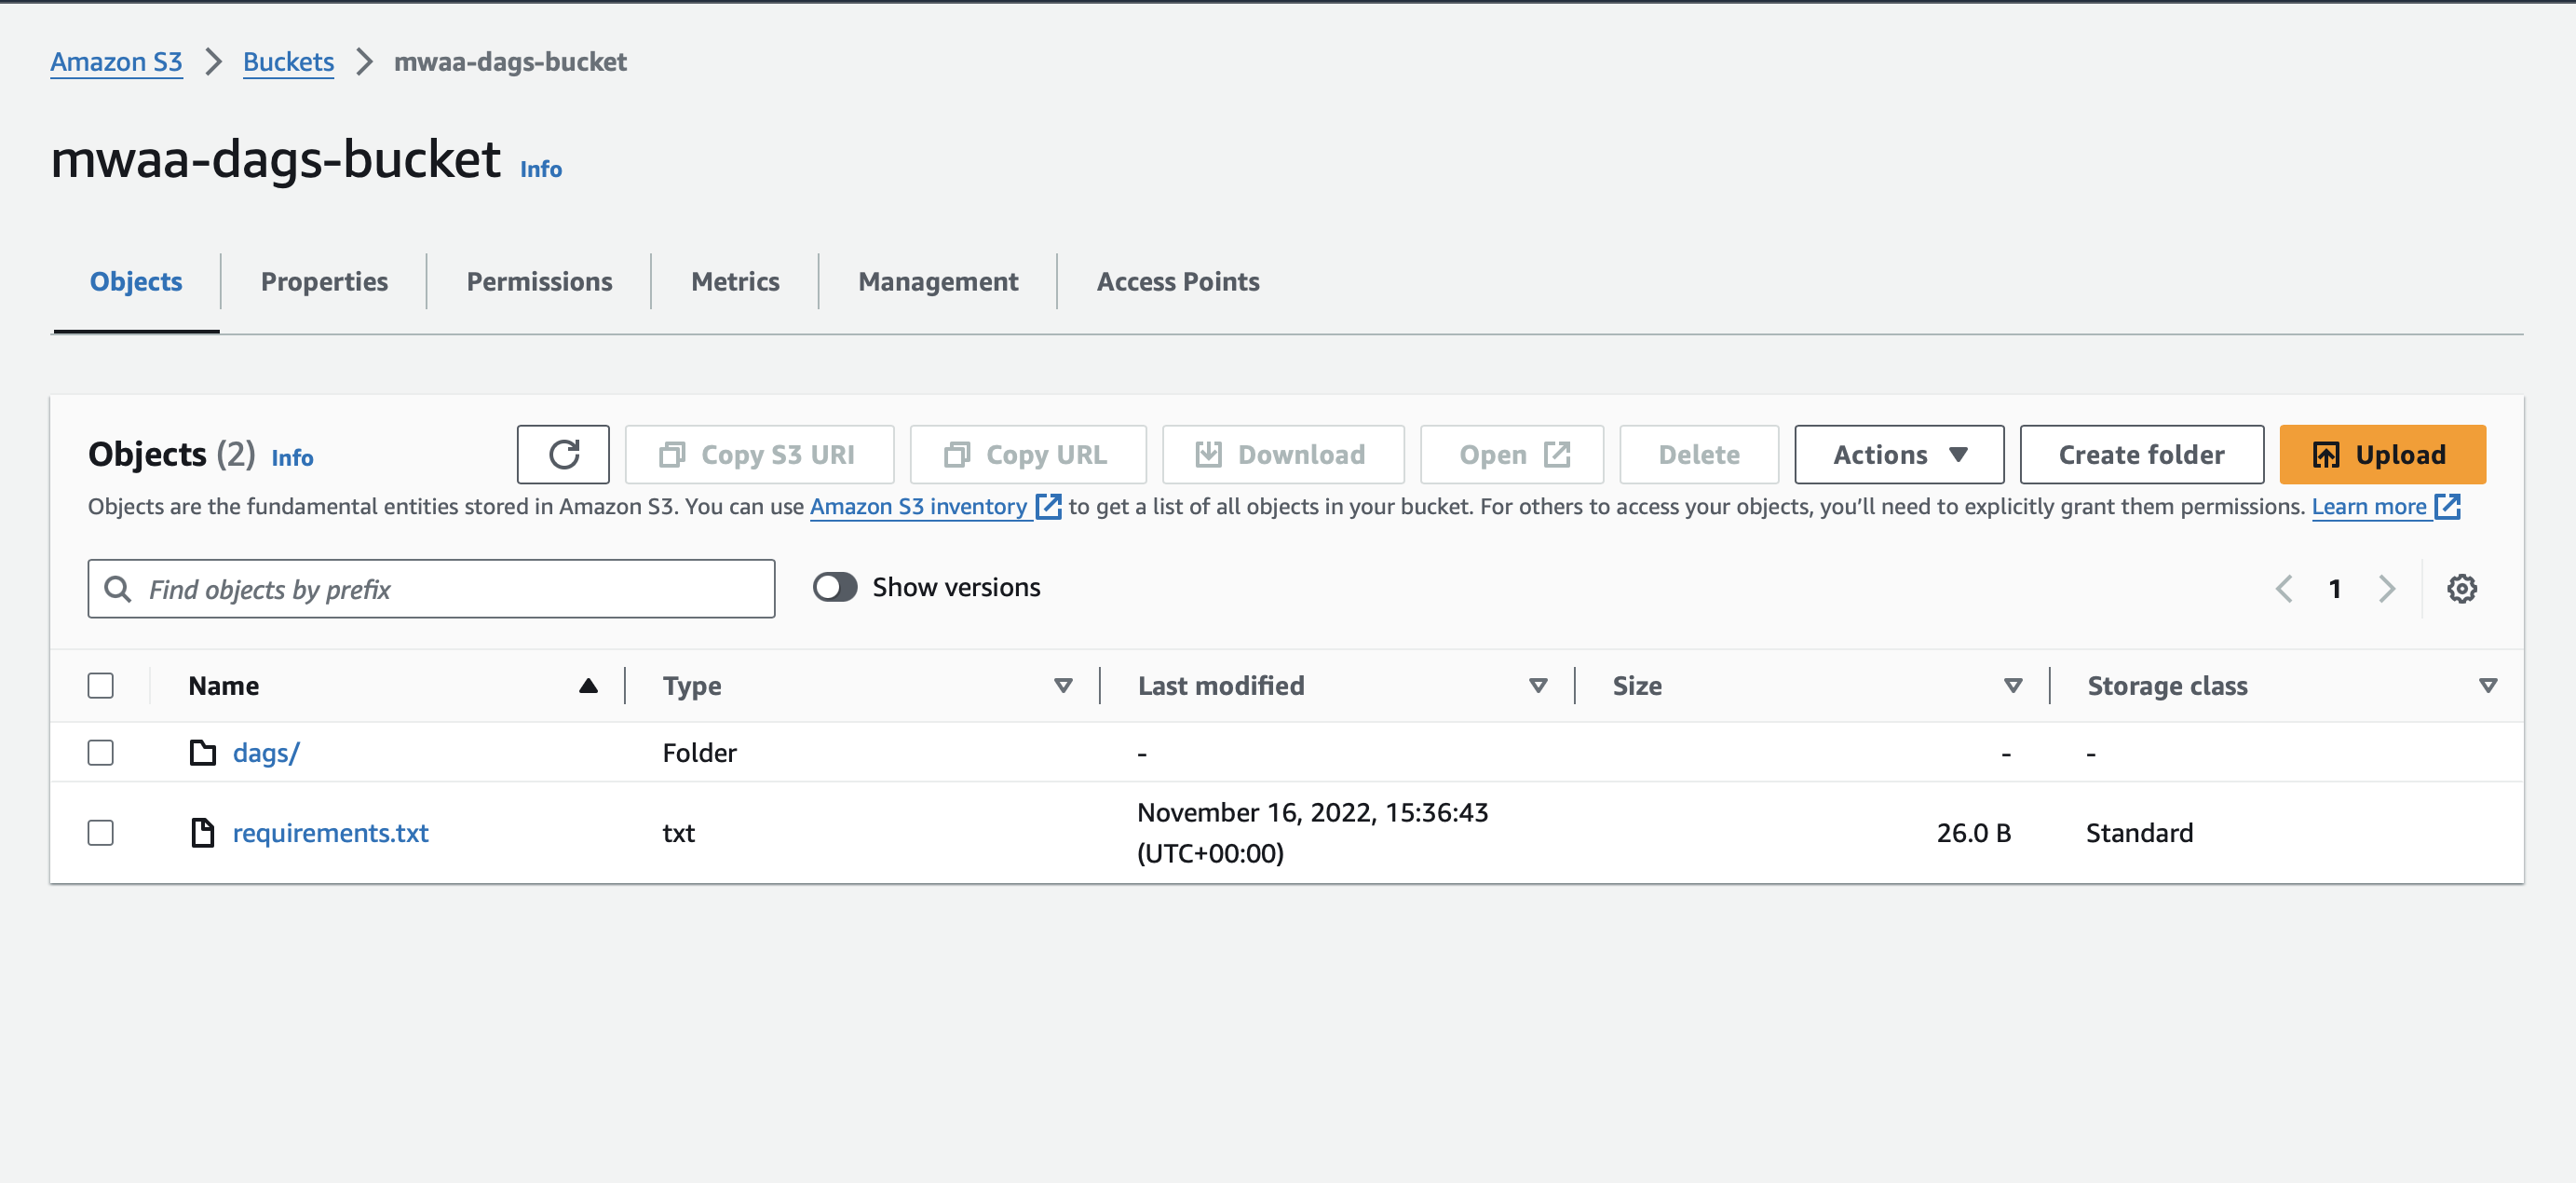 Amazon S3 > Buckets > mwaa-dags-bucket
mwaa-dags-bucket Info
Objects Properties Permissions Metrics Management Access Points
Objects (2) Info Copy S3 URI Copy URL Download Open Delete Actions Create folder Upload
Objects are the fundamental entities stored in Amazon S3. You can use Amazon S3 inventory to get a list of all objects in your bucket. For others to access your objects, you’ll need to explicitly grant them permissions. Learn more
Find objects by prefix Show versions 1
Name Type Last modified Size Storage class
dags/ Folder - - -
requirements.txt txt November 16, 2022, 15:36:43 (UTC+00:00) 26.0 B Standard